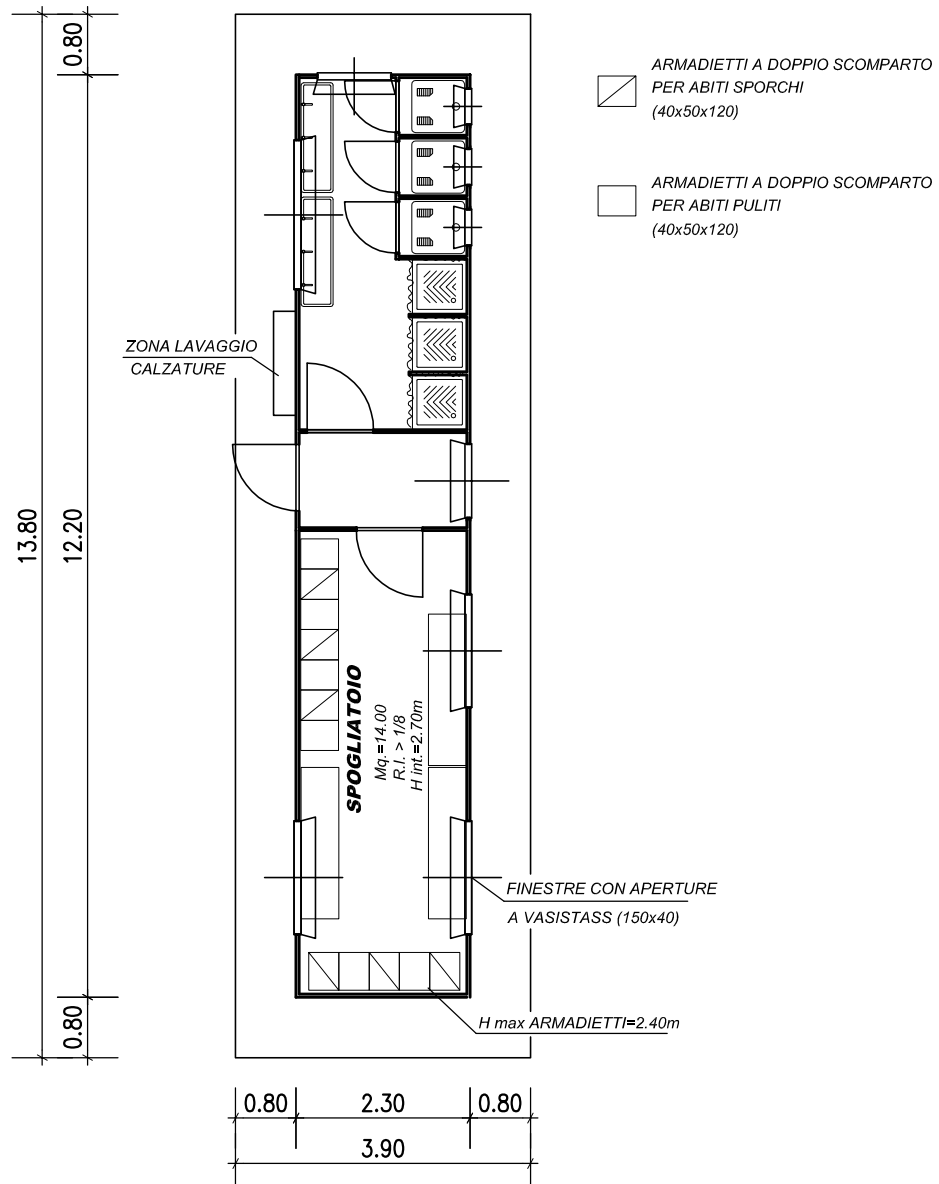 0.80
ARMADIETTI A DOPPIO SCOMPARTO
PER ABITI SPORCHI
(40x50x120)
ARMADIETTI A DOPPIO SCOMPARTO
PER ABITI PULITI
(40x50x120)
ZONA LAVAGGIO
CALZATURE
13.80
12.20
SPOGLIATOIO
Mq.=14.00
R.I. > 1/8
H int.=2.70m
FINESTRE CON APERTURE
A VASISTASS (150x40)
H max ARMADIETTI=2.40m
0.80
0.80
2.30
0.80
3.90